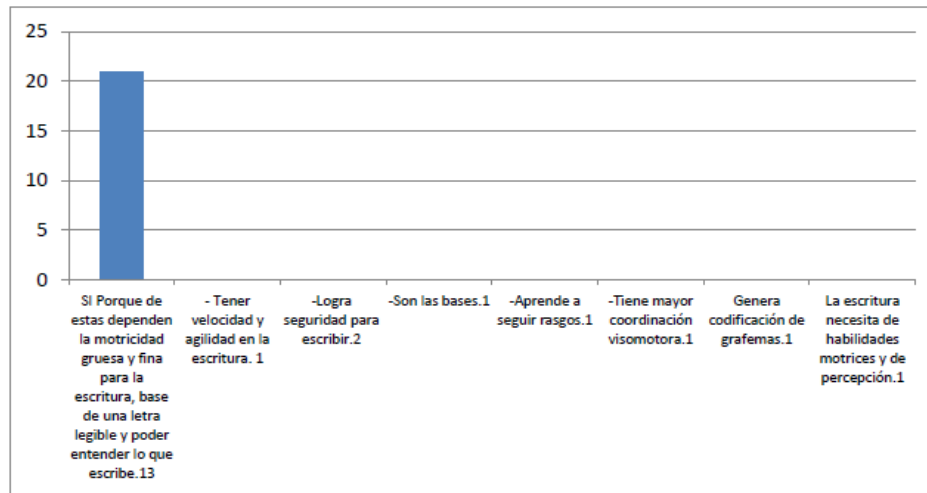 25
20
15
10
5
0
SI Porque de
estas dependen
la motricidad
gruesa y fina
para la
escritura, base
de una letra
legible y poder
entender lo que
escribe.13
- Tener
velocidad y
agilidad en la
escritura. 1
-Logra
seguridad para
escribir.2
-Son las bases.1
-Aprende a
seguir rasgos.1
-Tiene mayor
coordinación
visomotora.1
Genera
codificación de
grafemas.1
La escritura
necesita de
habilidades
motrices y de
percepción.1